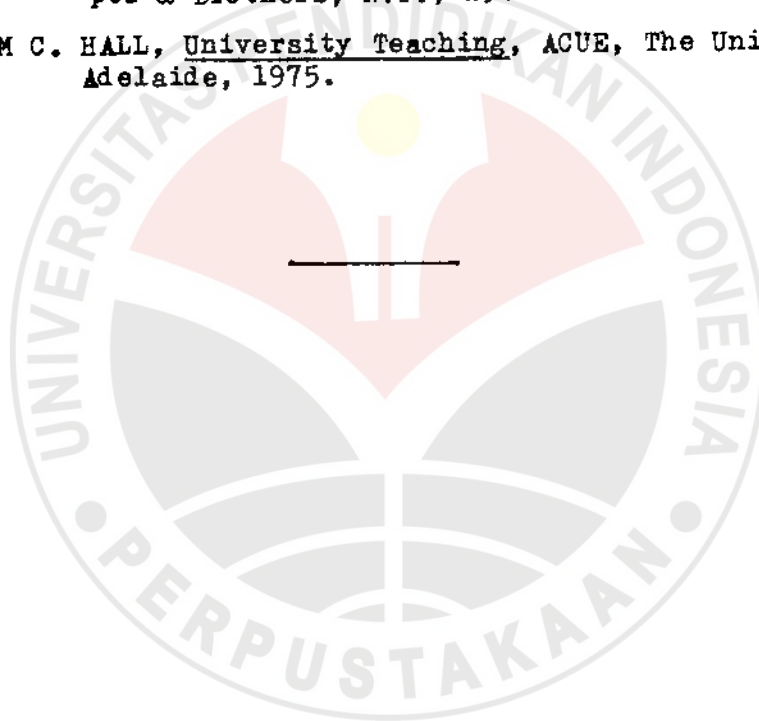 M C. HALL, University Teaching, ACUE, The Uni
Adelaide, 1975.
UNIVERSITAS PENDIDIKAN INDONESIA
• PERPUSTAKAAN •